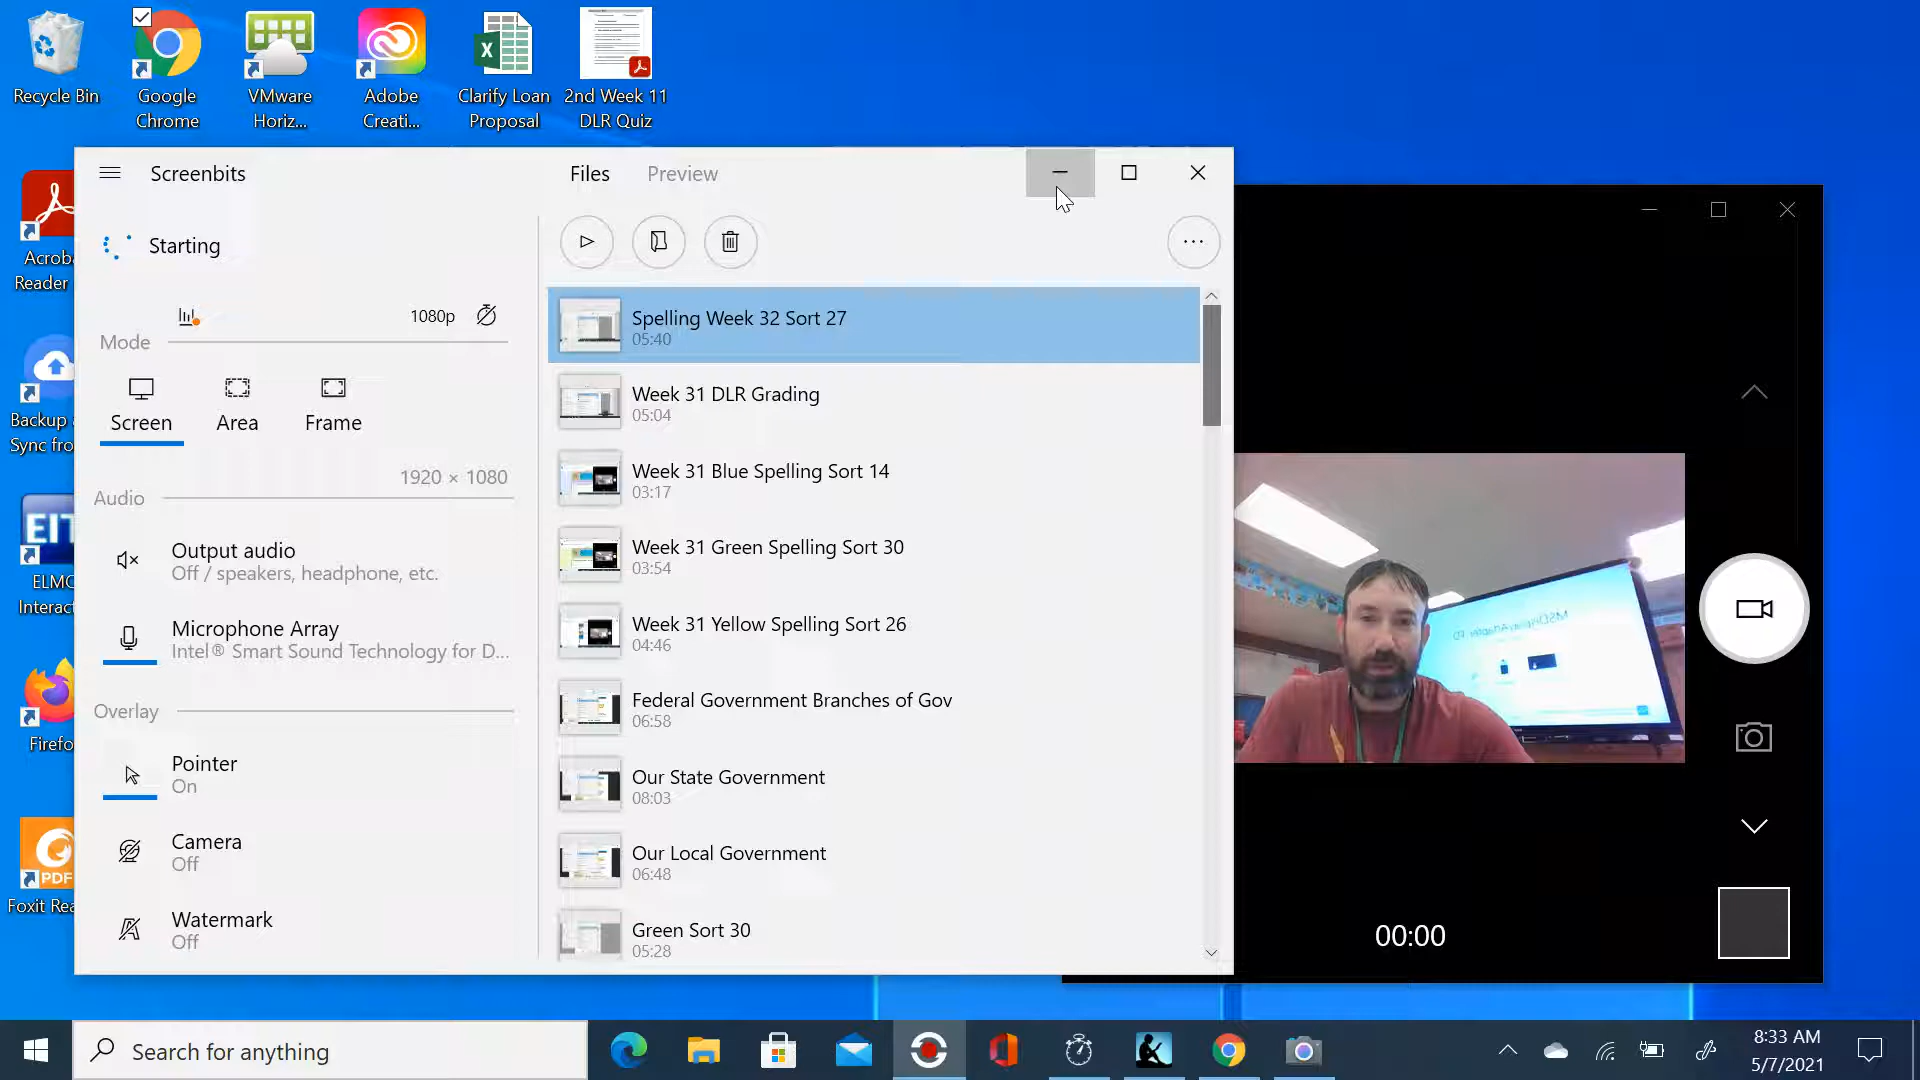 Recycle Bin
Google
Chrome
VMware
Horiz...
Adobe
Creati...
Clarify Loan
Proposal
2nd Week 11
DLR Quiz
Acroba
Reader
Backup a
Sync fro
EIT
ELMO
Interact
Firefo
PDF
Foxit Rea
Screenbits
Files
Preview
Starting
1080p
Mode
Screen
Area
Frame
1920 × 1080
Audio
Output audio
Off / speakers, headphone, etc.
Microphone Array
Intel® Smart Sound Technology for D...
Overlay
Pointer
On
Camera
Off
Watermark
Off
Spelling Week 32 Sort 27
05:40
Week 31 DLR Grading
05:04
Week 31 Blue Spelling Sort 14
03:17
Week 31 Green Spelling Sort 30
03:54
Week 31 Yellow Spelling Sort 26
04:46
Federal Government Branches of Gov
06:58
Our State Government
08:03
Our Local Government
06:48
Green Sort 30
05:28
00:00
Search for anything
8:33 AM
5/7/2021